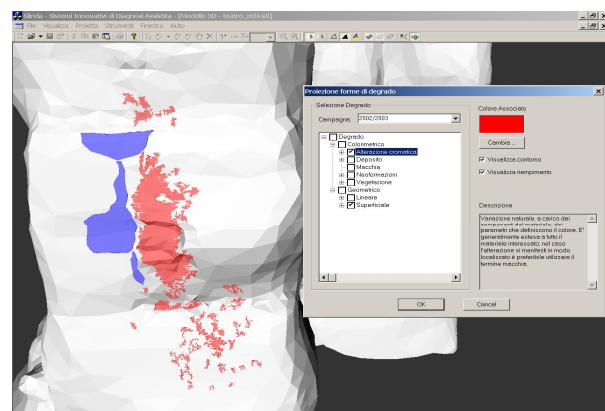 Slinda - Sistemi Innovativi di Diagnosi Assistita - [Modello 3D - teatro_zld4.stl]
File Visualizza Proietta Strumenti Finestra Aiuto
Proiezione forme di degrado
Selezione Degrado
Campagna: 2002/2003
Degrado
Colorimetrico
Alterazione cromatica
Deposito
Macchia
Neoformazioni
Vegetazione
Geometrico
Lineare
Superficiale
Colore Associato
Cambia ...
Visualizza contorno
Visualizza riempimento
Descrizione
Variazione naturale, a carico dei
componenti del materiale, dei
parametri che definiscono il colore. E'
generalmente estesa a tutto il
materiale interessato; nel caso
l'alterazione si manifesti in modo
localizzato è preferibile utilizzare il
termine macchia.
OK
Cancel